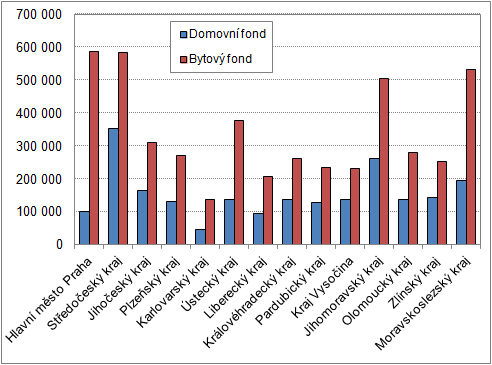 700 000
600 000
500 000
400 000
300 000
200 000
100 000
0
Domovní fond
Bytový fond
Hlavní město Praha
Středočeský kraj
Jihočeský kraj
Plzeňský kraj
Karlovarský kraj
Ústecký kraj
Liberecký kraj
Královéhradecký kraj
Pardubický kraj
Kraj Vysočina
Jihomoravský kraj
Olomoucký kraj
Zlínský kraj
Moravskoslezský kraj